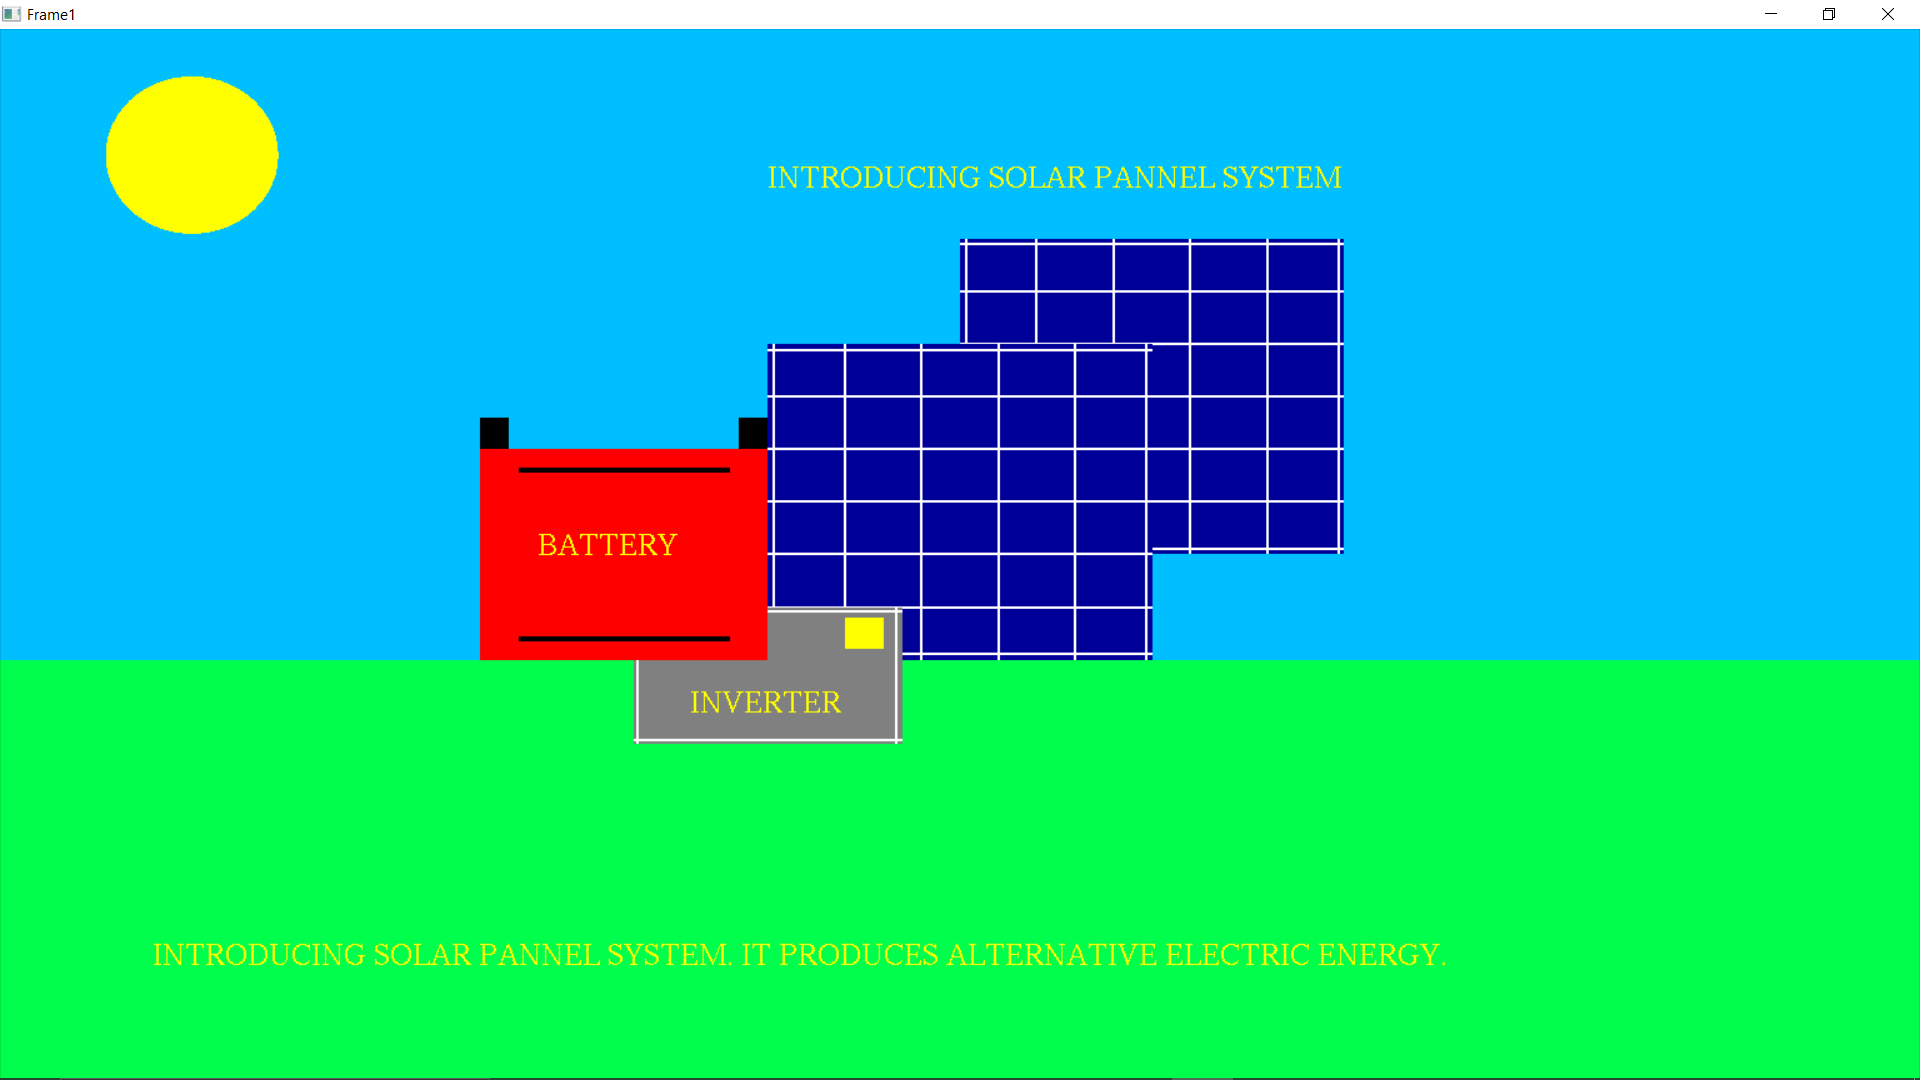 Frame1
INTRODUCING SOLAR PANNEL SYSTEM
BATTERY
INVERTER
INTRODUCING SOLAR PANNEL SYSTEM. IT PRODUCES ALTERNATIVE ELECTRIC ENERGY.